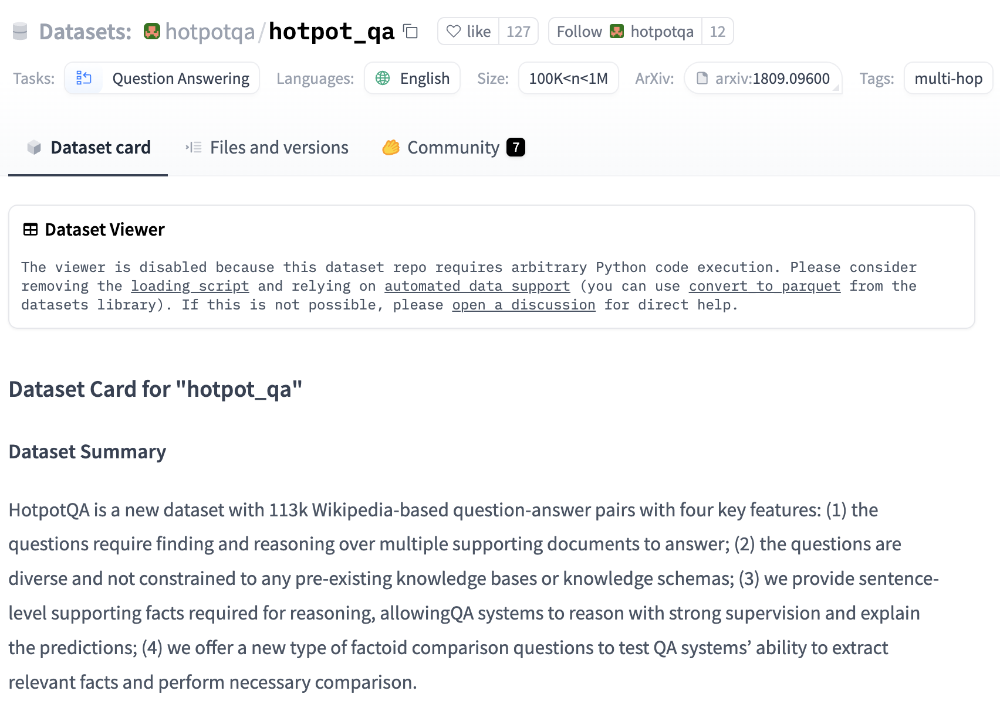 Datasets: hotpotqa/hotpot_qa like 127 Follow hotpotqa 12
Tasks: Question Answering Languages: English Size: 100K<n<1M ArXiv: arxiv:1809.09600 Tags: multi-hop
Dataset card Files and versions Community 7
Dataset Viewer
The viewer is disabled because this dataset repo requires arbitrary Python code execution. Please consider
removing the loading script and relying on automated data support (you can use convert to parquet from the
datasets library). If this is not possible, please open a discussion for direct help.
Dataset Card for "hotpot_qa"
Dataset Summary
HotpotQA is a new dataset with 113k Wikipedia-based question-answer pairs with four key features: (1) the
questions require finding and reasoning over multiple supporting documents to answer; (2) the questions are
diverse and not constrained to any pre-existing knowledge bases or knowledge schemas; (3) we provide sentence-
level supporting facts required for reasoning, allowingQA systems to reason with strong supervision and explain
the predictions; (4) we offer a new type of factoid comparison questions to test QA systems’ ability to extract
relevant facts and perform necessary comparison.